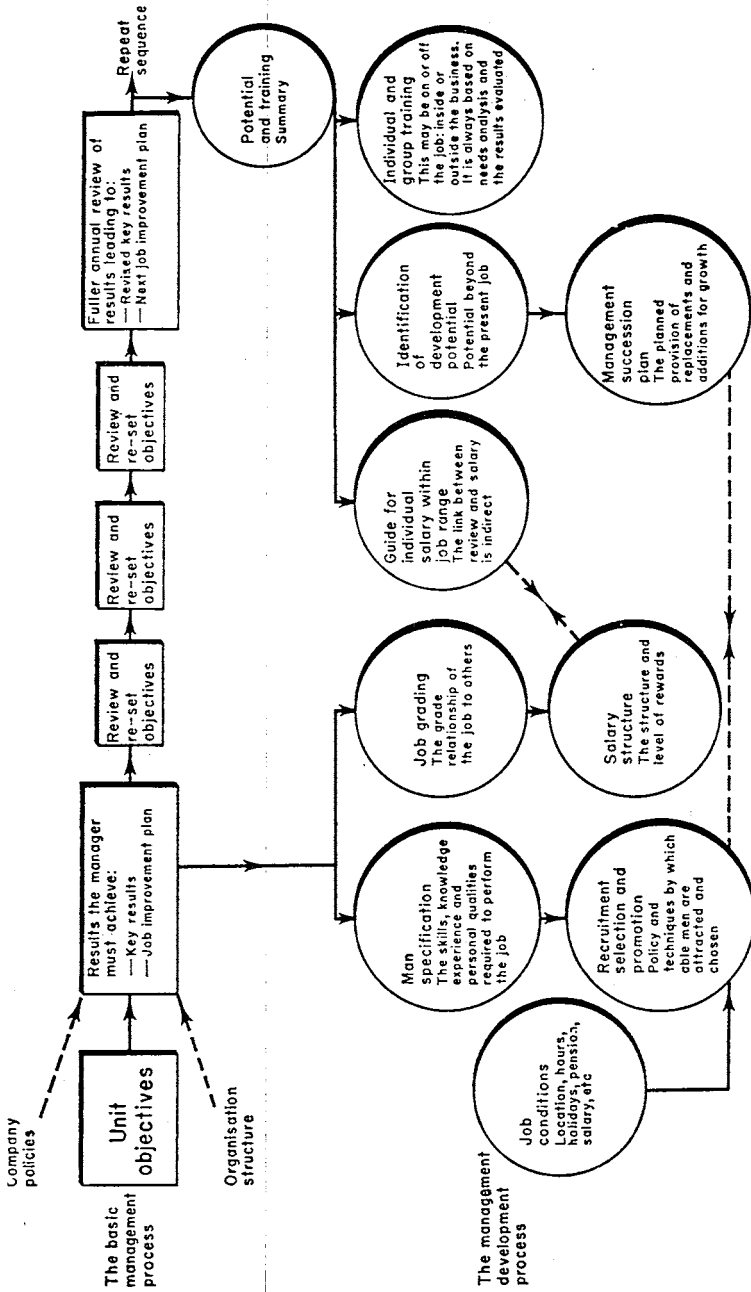 Company
policies
The basic
management
process
Unit
objectives
Organisation
structure
Results the manager
must achieve:
— Key results
— Job improvement plan
Review and
re-set
objectives
Review and
re-set
objectives
Review and
re-set
objectives
Fuller annual review of
results leading to:
— Revised key results
— Next job improvement plan
Repeat
sequence
Potential
and training
Summary
The management
development
process
Job
conditions
Location, hours,
holidays, pension,
salary, etc
Man
specification
The skills, knowledge
experience and
personal qualities
required to perform
the job
Recruitment
selection and
promotion
Policy and
techniques by which
able men are
attracted and
chosen
Job grading
The grade
relationship of
the job to others
Salary
structure
The structure and
level of rewards
Guide for
individual
salary within
job range
The link between
review and salary
is indirect
Identification
of
development
potential
Potential beyond
the present job
Management
succession
plan
The planned
provision of
replacements and
additions for growth
Individual and
group training
This may be on or off
the job: inside or
outside the business.
It is always based on
needs analysis and
the results evaluated